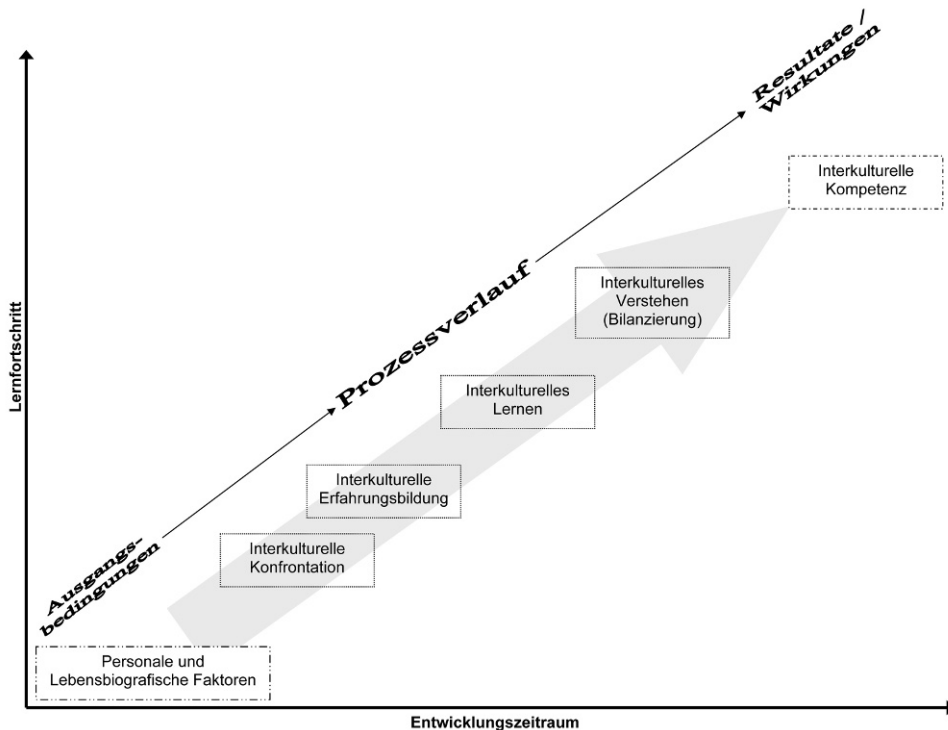 Resultate /
Wirkungen
Interkulturelle
Kompetenz
Prozessverlauf
Interkulturelles
Verstehen
(Bilanzierung)
Lernfortschritt
Interkulturelles
Lernen
Interkulturelle
Erfahrungsbildung
Ausgangs-
bedingungen
Interkulturelle
Konfrontation
Personale und
Lebensbiografische Faktoren
Entwicklungszeitraum